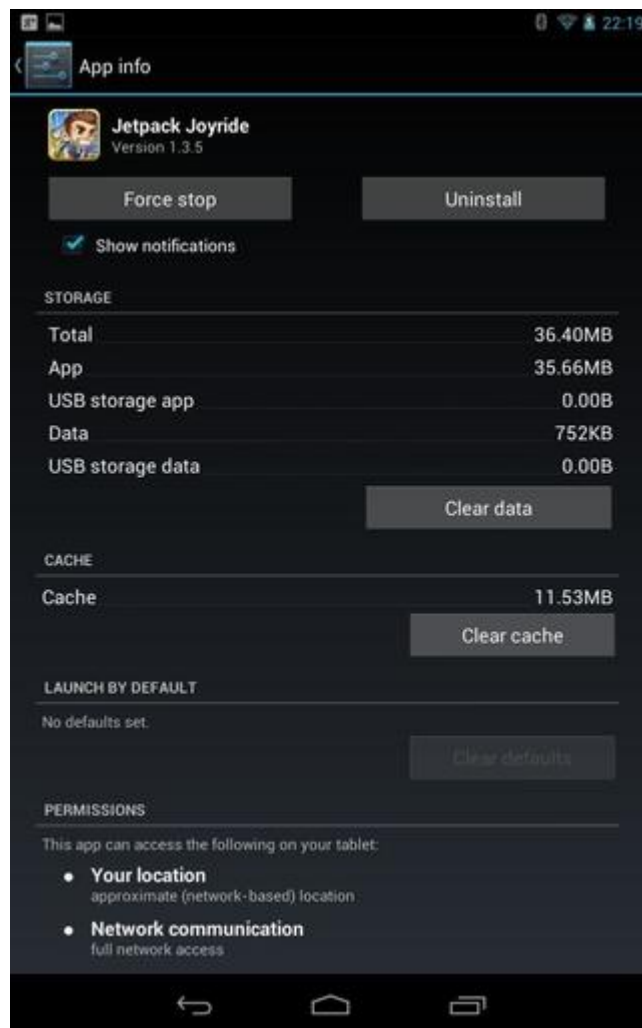 22:19
App info
Jetpack Joyride
Version 1.3.5
Force stop Uninstall
Show notifications
STORAGE
Total 36.40MB
App 35.66MB
USB storage app 0.00B
Data 752KB
USB storage data 0.00B
Clear data
CACHE
Cache 11.53MB
Clear cache
LAUNCH BY DEFAULT
No defaults set.
Clear defaults
PERMISSIONS
This app can access the following on your tablet:
Your location
approximate (network-based) location
Network communication
full network access